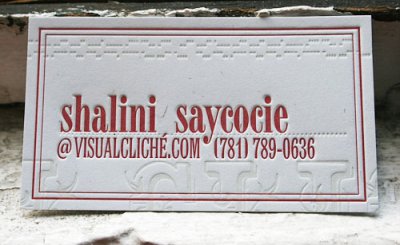 shalini saycocie
@VISUALCLICHÉ.COM (781) 789-0636